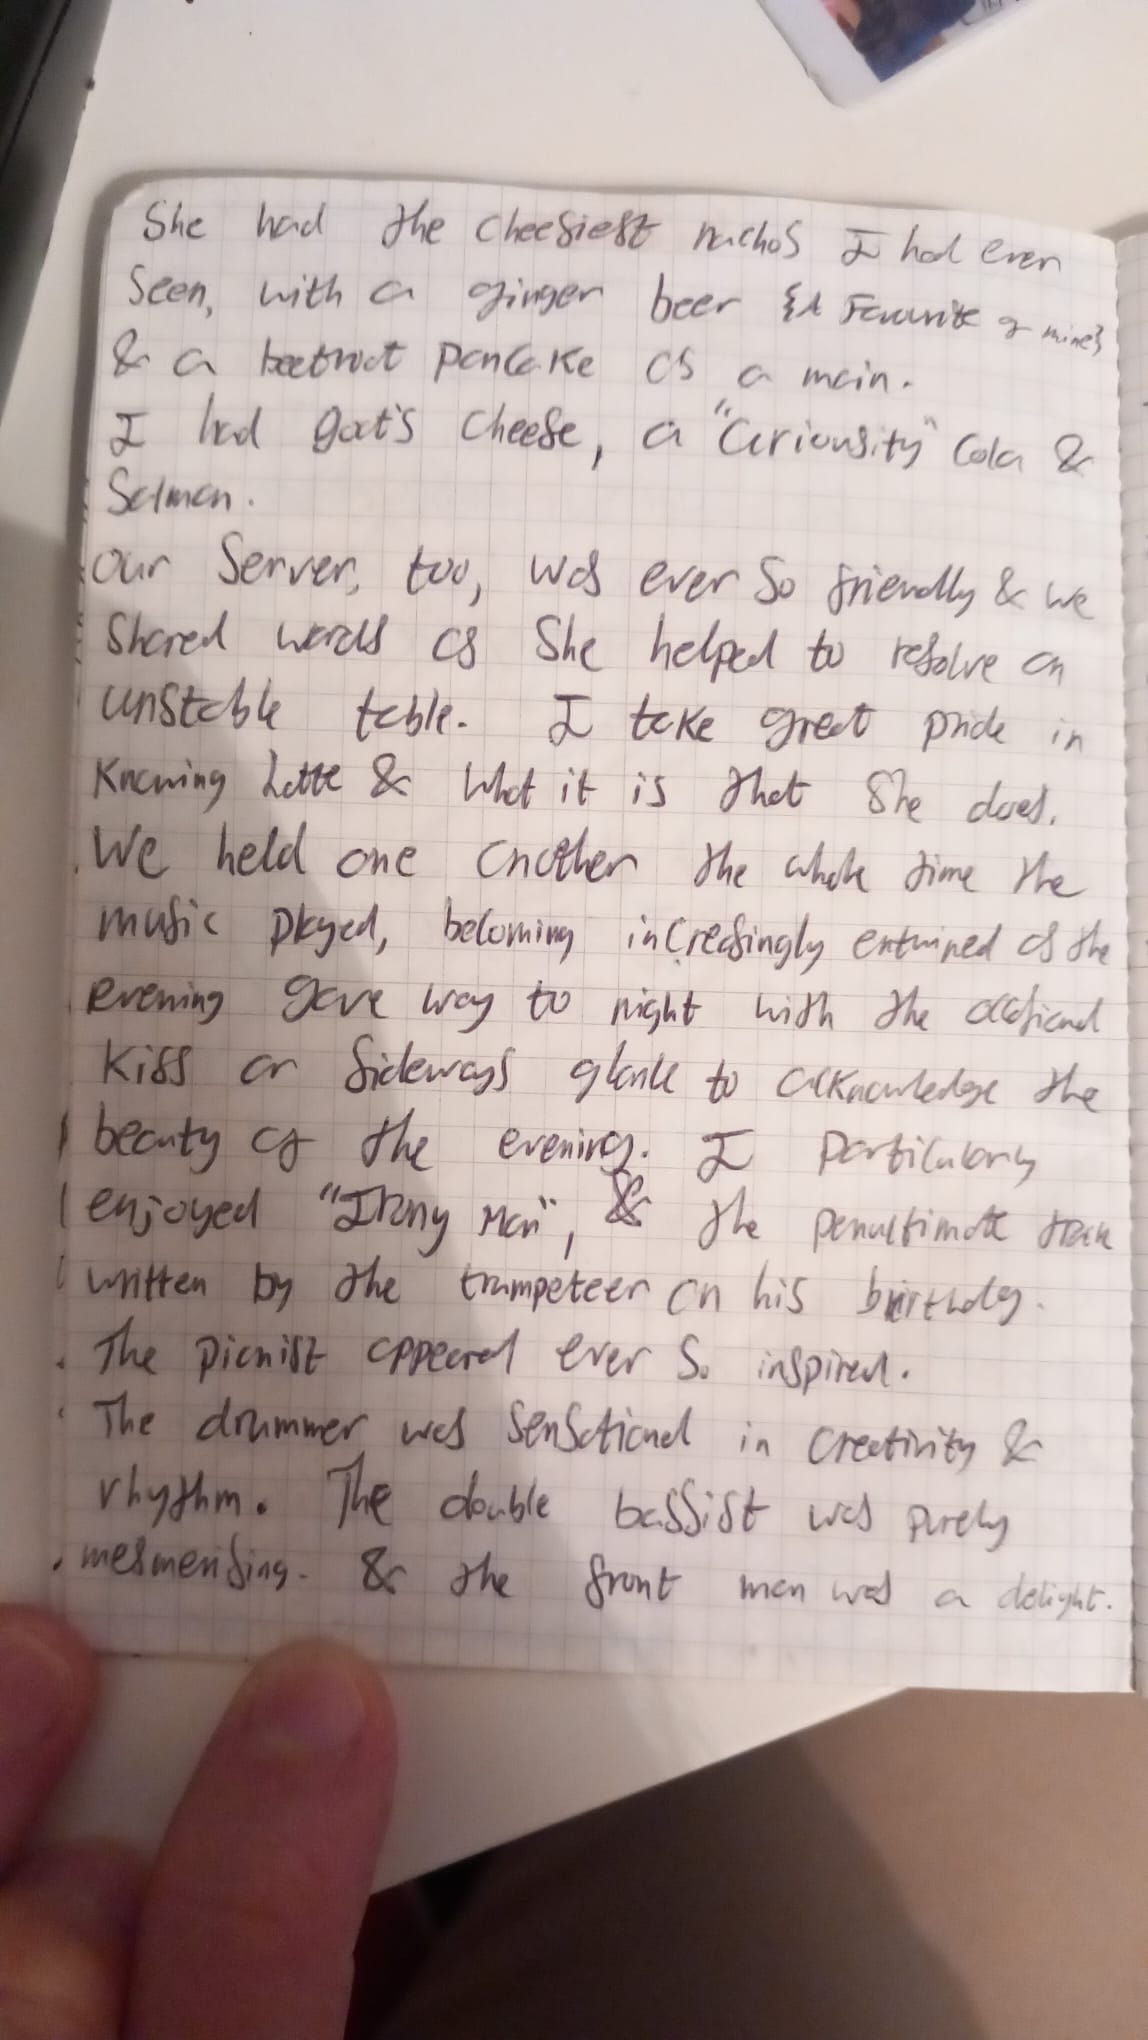 She had the cheesiest nachos I had ever
seen, with a ginger beer {A Favourite of mine}
& a beetroot pancake as a main.
I had goat's cheese, a "Curiousity" Cola &
Salmon.
Our Server, too, was ever so friendly & we
shared words as she helped to resolve an
unstable table. I take great pride in
knowing Lotte & what it is that she does.
We held one another the whole time the
music played, becoming increasingly entwined as the
evening gave way to night with the occasional
kiss or sideways glance to acknowledge the
beauty of the evening. I particularly
enjoyed "Irony Man", & the penultimate track
written by the trumpeter on his birthday.
The pianist appeared ever so inspired.
The drummer was sensational in creativity &
rhythm. The double bassist was purely
mesmerising. & the front man was a delight.